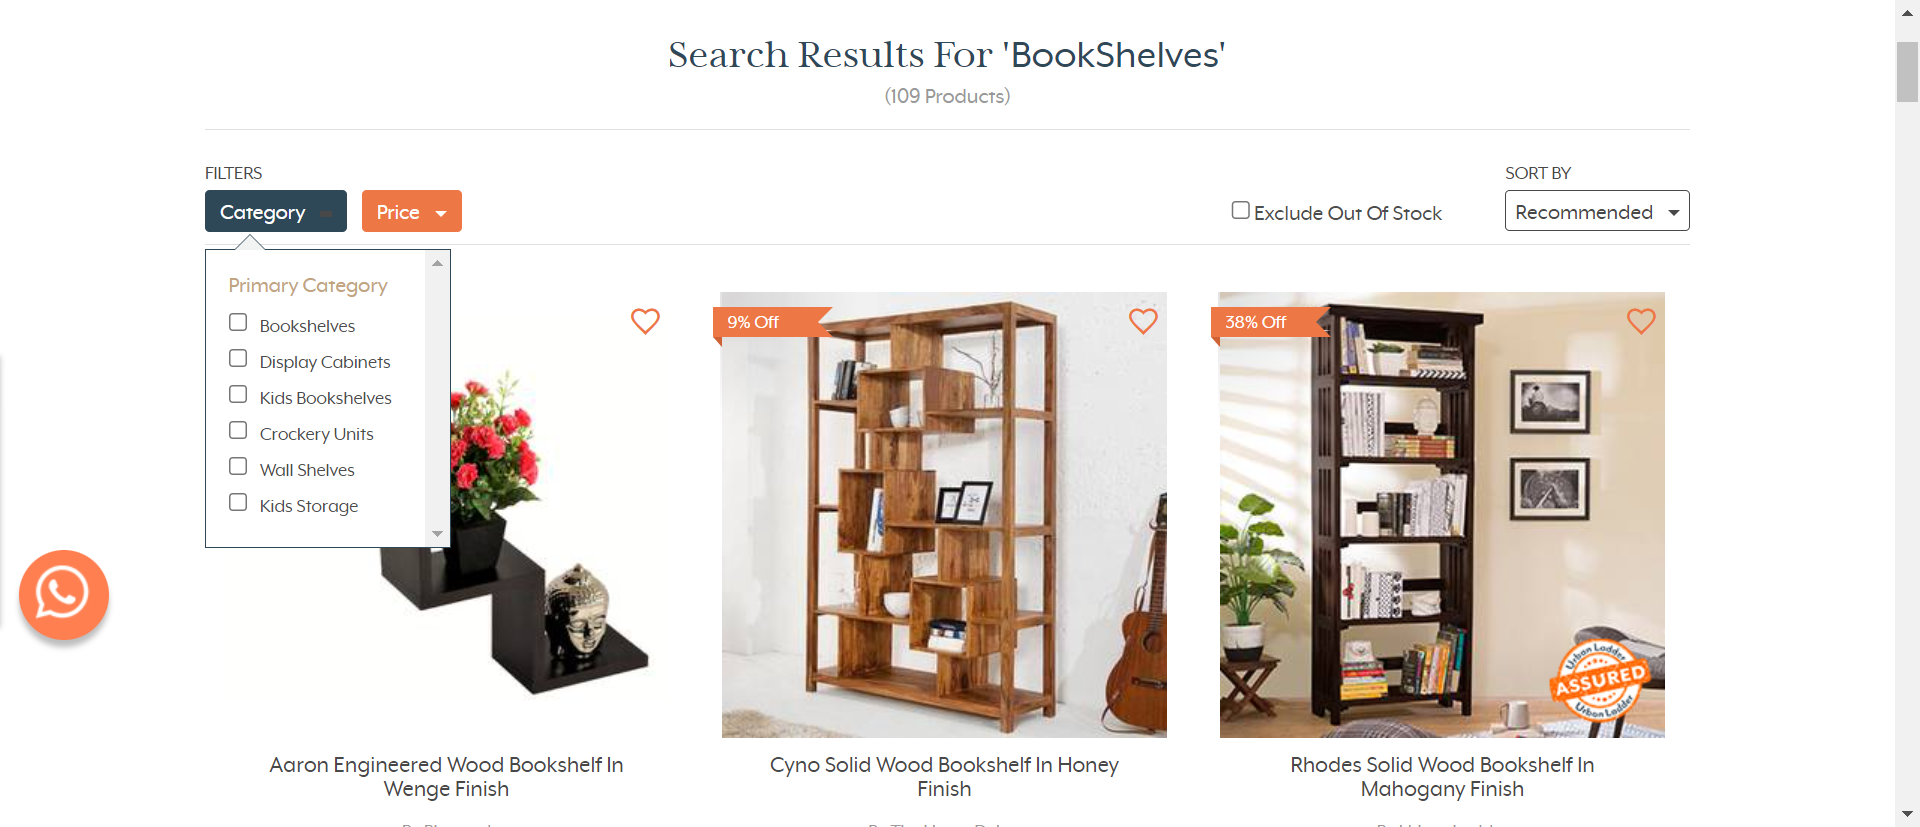 Search Results For 'BookShelves'
(109 Products)
FILTERS
SORT BY
Category
Price
Exclude Out Of Stock
Recommended
Primary Category
Bookshelves
Display Cabinets
Kids Bookshelves
Crockery Units
Wall Shelves
Kids Storage
9% Off
38% Off
Urban Ladder
ASSURED
Urban Ladder
Aaron Engineered Wood Bookshelf In
Wenge Finish
Cyno Solid Wood Bookshelf In Honey
Finish
Rhodes Solid Wood Bookshelf In
Mahogany Finish